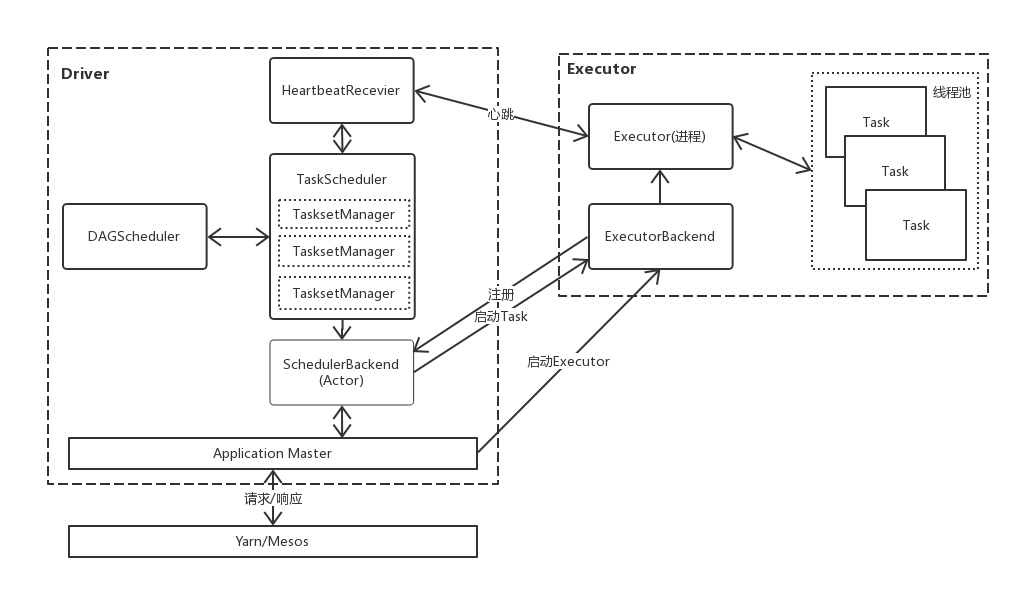 Driver
HeartbeatRecevier
TaskScheduler
TasksetManager
TasksetManager
TasksetManager
DAGScheduler
SchedulerBackend
(Actor)
Application Master
请求/响应
Yarn/Mesos
心跳
注册
启动Task
启动Executor
Executor
Executor(进程)
ExecutorBackend
线程池
Task
Task
Task